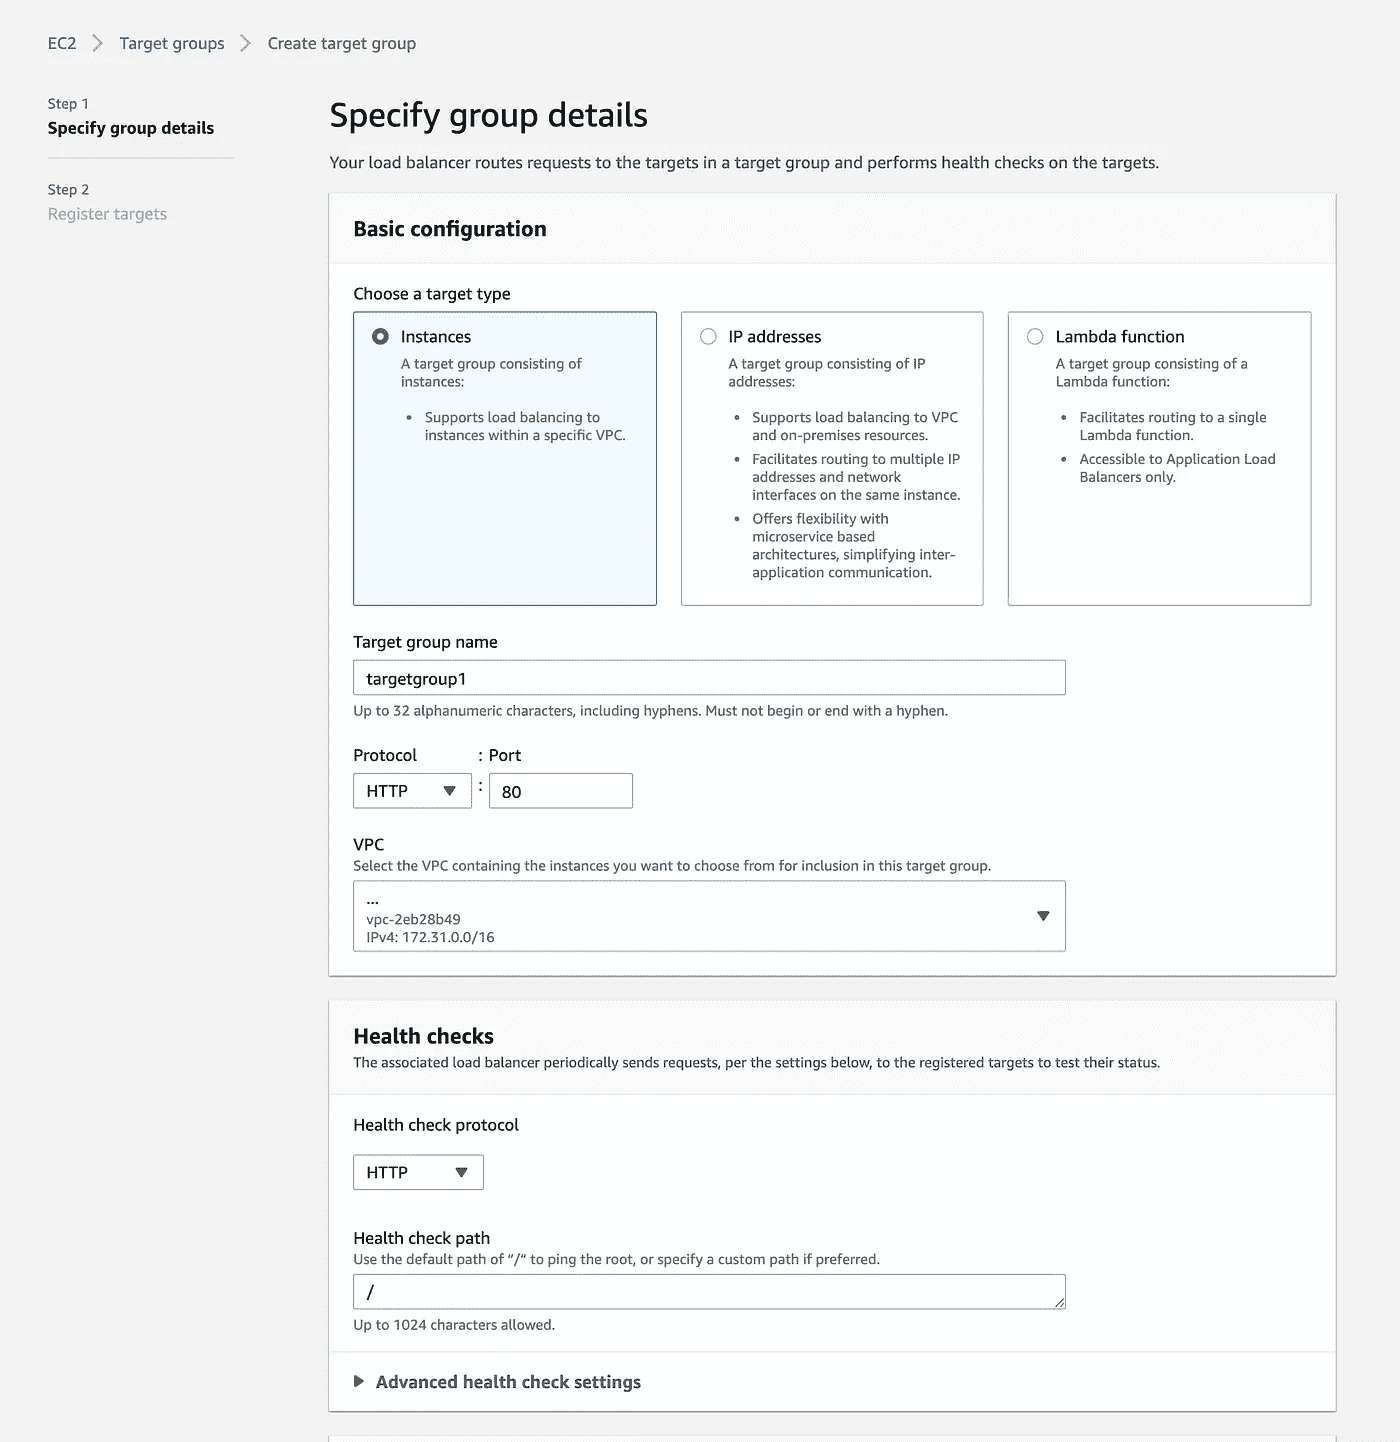 EC2 > Target groups > Create target group
Step 1
Specify group details
Step 2
Register targets
Specify group details
Your load balancer routes requests to the targets in a target group and performs health checks on the targets.
Basic configuration
Choose a target type
Instances
A target group consisting of
instances:
• Supports load balancing to
instances within a specific VPC.
IP addresses
A target group consisting of IP
addresses:
• Supports load balancing to VPC
and on-premises resources.
• Facilitates routing to multiple IP
addresses and network
interfaces on the same instance.
• Offers flexibility with
microservice based
architectures, simplifying inter-
application communication.
Lambda function
A target group consisting of a
Lambda function:
• Facilitates routing to a single
Lambda function.
• Accessible to Application Load
Balancers only.
Target group name
targetgroup1
Up to 32 alphanumeric characters, including hyphens. Must not begin or end with a hyphen.
Protocol : Port
HTTP : 80
VPC
Select the VPC containing the instances you want to choose from for inclusion in this target group.
...
vpc-2eb28b49
IPv4: 172.31.0.0/16
Health checks
The associated load balancer periodically sends requests, per the settings below, to the registered targets to test their status.
Health check protocol
HTTP
Health check path
Use the default path of “/” to ping the root, or specify a custom path if preferred.
/
Up to 1024 characters allowed.
Advanced health check settings